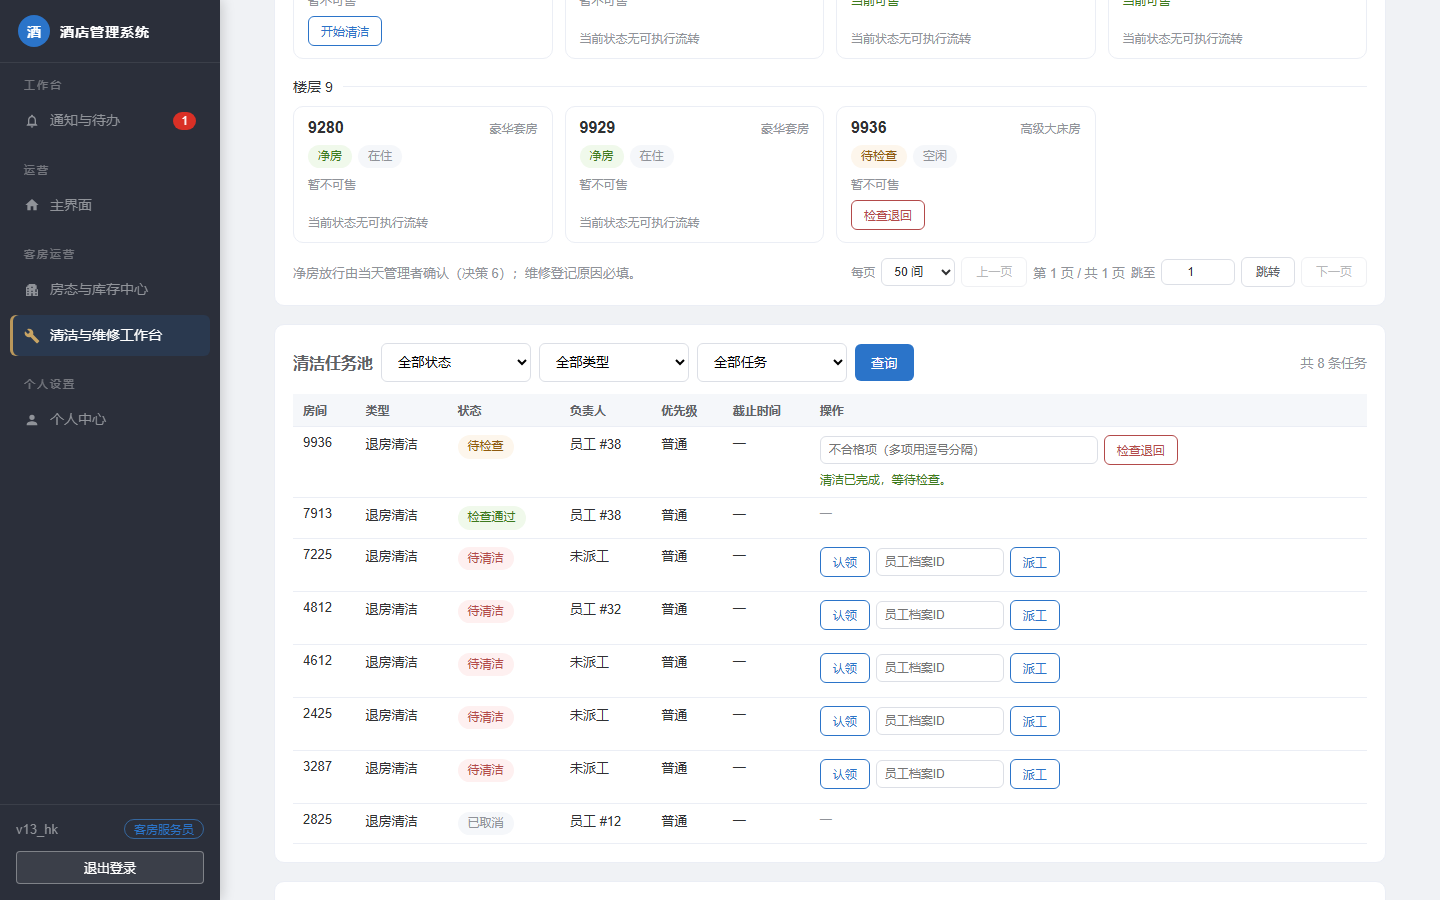 酒 酒店管理系统
工作台
通知与待办 1
运营
主界面
客房运营
房态与库存中心
清洁与维修工作台
个人设置
个人中心
v13_hk 客房服务员
退出登录
暂不可售 暂不可售 当前可售 当前可售
开始清洁
当前状态无可执行流转 当前状态无可执行流转 当前状态无可执行流转
楼层 9
9280 豪华套房
净房 在住
暂不可售
当前状态无可执行流转
9929 豪华套房
净房 在住
暂不可售
当前状态无可执行流转
9936 高级大床房
待检查 空闲
暂不可售
检查退回
净房放行由当天管理者确认（决策 6）；维修登记原因必填。
每页 50 间 上一页 第 1 页 / 共 1 页 跳至 1 跳转 下一页
清洁任务池 全部状态 全部类型 全部任务 查询 共 8 条任务
房间 类型 状态 负责人 优先级 截止时间 操作
9936 退房清洁 待检查 员工 #38 普通 — 不合格项（多项用逗号分隔） 检查退回
清洁已完成，等待检查。
7913 退房清洁 检查通过 员工 #38 普通 — —
7225 退房清洁 待清洁 未派工 普通 — 认领 员工档案ID 派工
4812 退房清洁 待清洁 员工 #32 普通 — 认领 员工档案ID 派工
4612 退房清洁 待清洁 未派工 普通 — 认领 员工档案ID 派工
2425 退房清洁 待清洁 未派工 普通 — 认领 员工档案ID 派工
3287 退房清洁 待清洁 未派工 普通 — 认领 员工档案ID 派工
2825 退房清洁 已取消 员工 #12 普通 — —